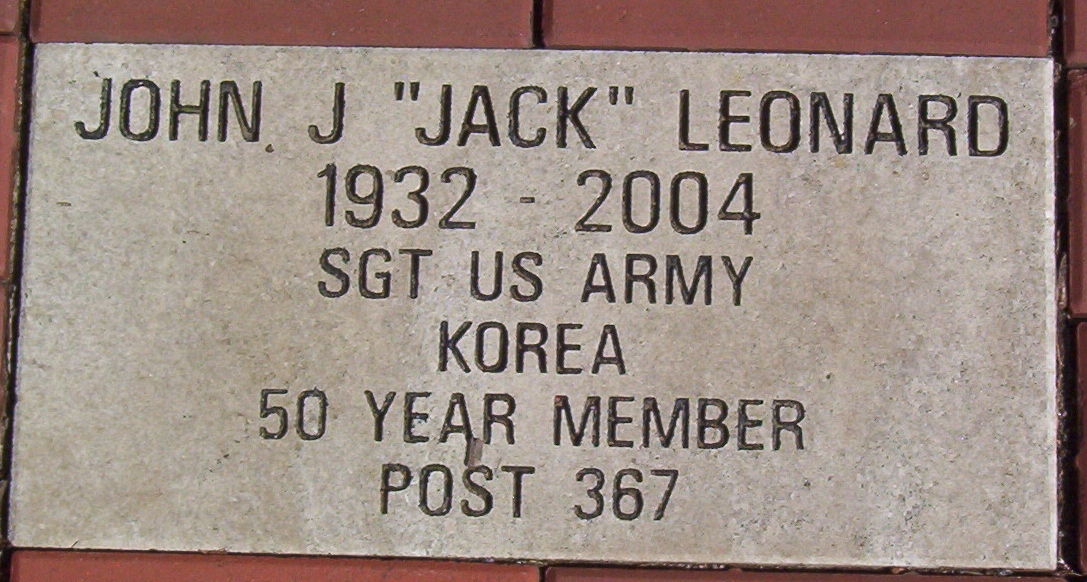 JOHN J "JACK" LEONARD
1932 - 2004
SGT US ARMY
KOREA
50 YEAR MEMBER
POST 367